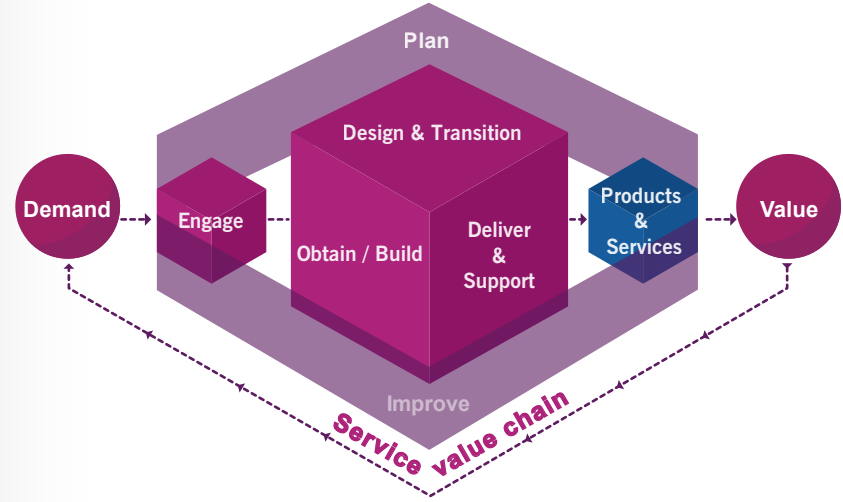 Plan
Design & Transition
Demand
Engage
Obtain / Build
Deliver
&
Support
Products
&
Services
Value
Improve
Service value chain